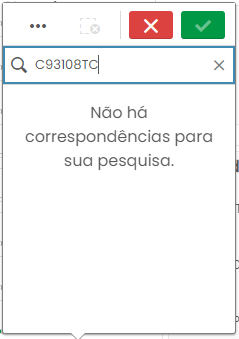 C93108TC
Não há
correspondências para
sua pesquisa.